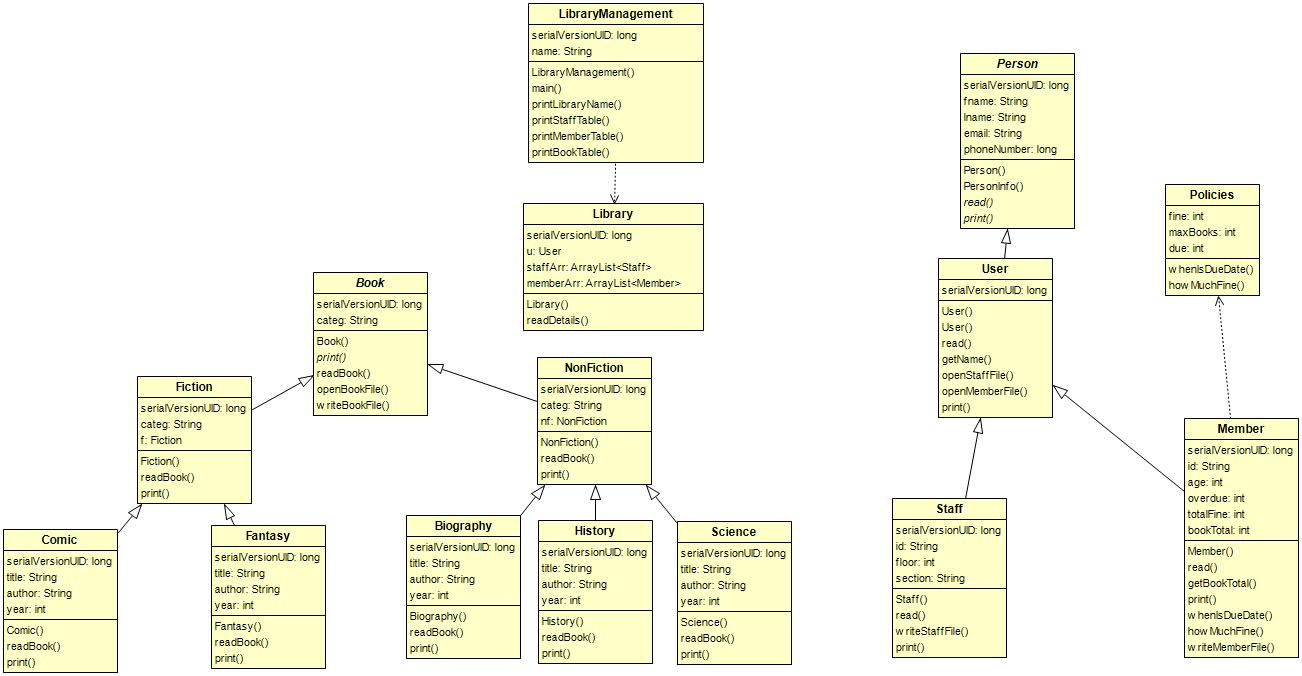 LibraryManagement
serialVersionUID: long
name: String
LibraryManagement()
main()
printLibraryName()
printStaffTable()
printMemberTable()
printBookTable()
Library
serialVersionUID: long
u: User
staffArr: ArrayList<Staff>
memberArr: ArrayList<Member>
Library()
readDetails()
Book
serialVersionUID: long
categ: String
Book()
print()
readBook()
openBookFile()
writeBookFile()
Fiction
serialVersionUID: long
categ: String
f: Fiction
Fiction()
readBook()
print()
NonFiction
serialVersionUID: long
categ: String
nf: NonFiction
NonFiction()
readBook()
print()
Comic
serialVersionUID: long
title: String
author: String
year: int
Comic()
readBook()
print()
Fantasy
serialVersionUID: long
title: String
author: String
year: int
Fantasy()
readBook()
print()
Biography
serialVersionUID: long
title: String
author: String
year: int
Biography()
readBook()
print()
History
serialVersionUID: long
title: String
author: String
year: int
History()
readBook()
print()
Science
serialVersionUID: long
title: String
author: String
year: int
Science()
readBook()
print()
Person
serialVersionUID: long
fname: String
lname: String
email: String
phoneNumber: long
Person()
PersonInfo()
read()
print()
User
serialVersionUID: long
User()
User()
read()
getName()
openStaffFile()
openMemberFile()
print()
Policies
fine: int
maxBooks: int
due: int
whenIsDueDate()
howMuchFine()
Staff
serialVersionUID: long
id: String
floor: int
section: String
Staff()
read()
writeStaffFile()
print()
Member
serialVersionUID: long
id: String
age: int
overdue: int
totalFine: int
bookTotal: int
Member()
read()
getBookTotal()
print()
whenIsDueDate()
howMuchFine()
writeMemberFile()